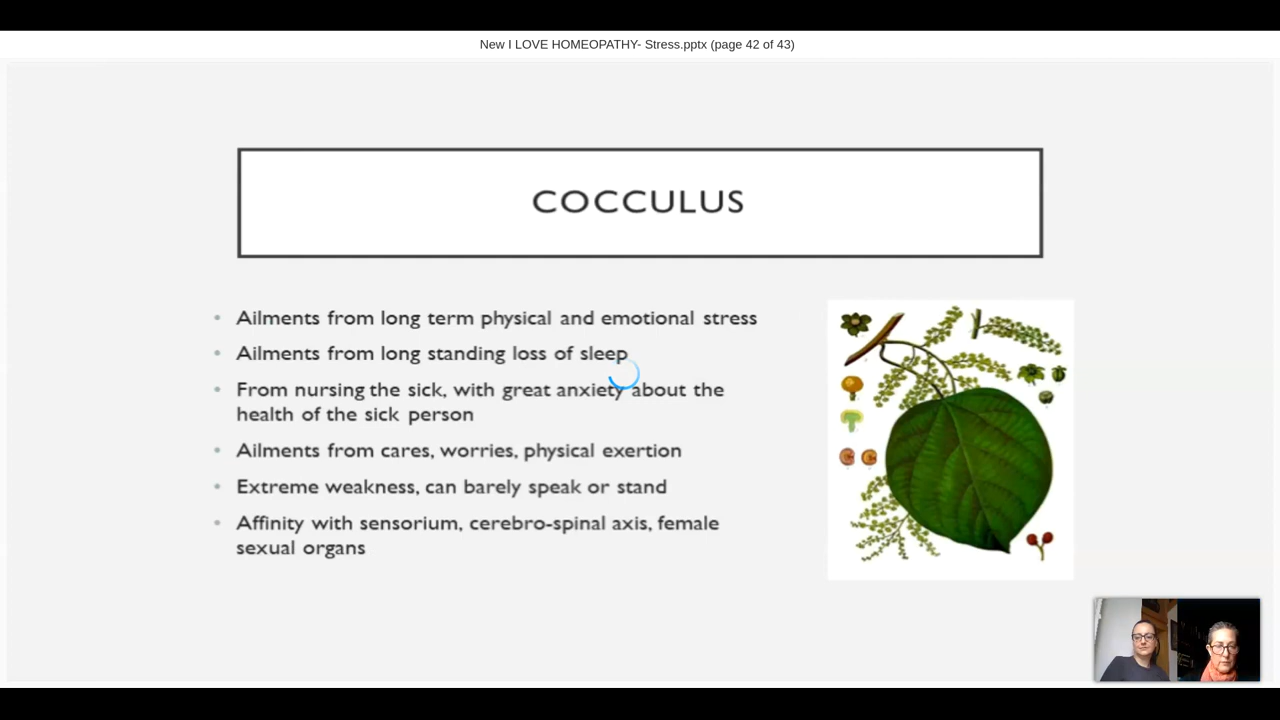 New I LOVE HOMEOPATHY- Stress.pptx (page 42 of 43)
COCCULUS
• Ailments from long term physical and emotional stress
• Ailments from long standing loss of sleep
• From nursing the sick, with great anxiety about the
health of the sick person
• Ailments from cares, worries, physical exertion
• Extreme weakness, can barely speak or stand
• Affinity with sensorium, cerebro-spinal axis, female
sexual organs